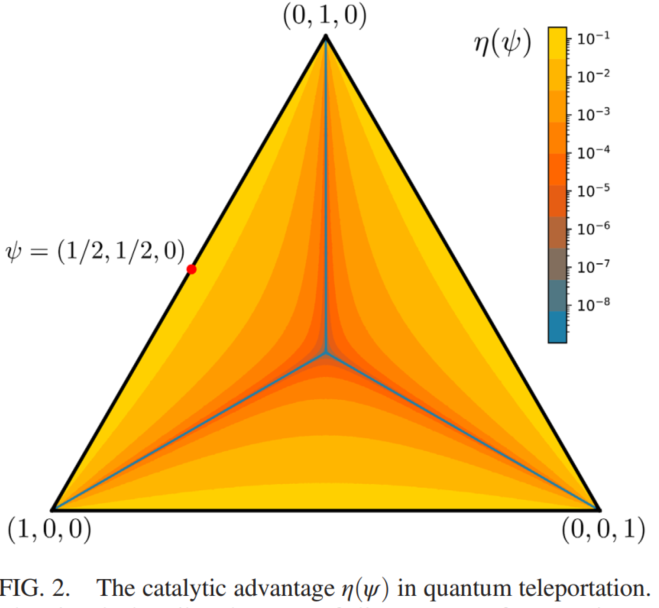 (0, 1, 0)
η(ψ)
10⁻¹
10⁻²
10⁻³
10⁻⁴
10⁻⁵
10⁻⁶
10⁻⁷
10⁻⁸
ψ = (1/2, 1/2, 0)
(1, 0, 0)
(0, 0, 1)
FIG. 2. The catalytic advantage η(ψ) in quantum teleportation.